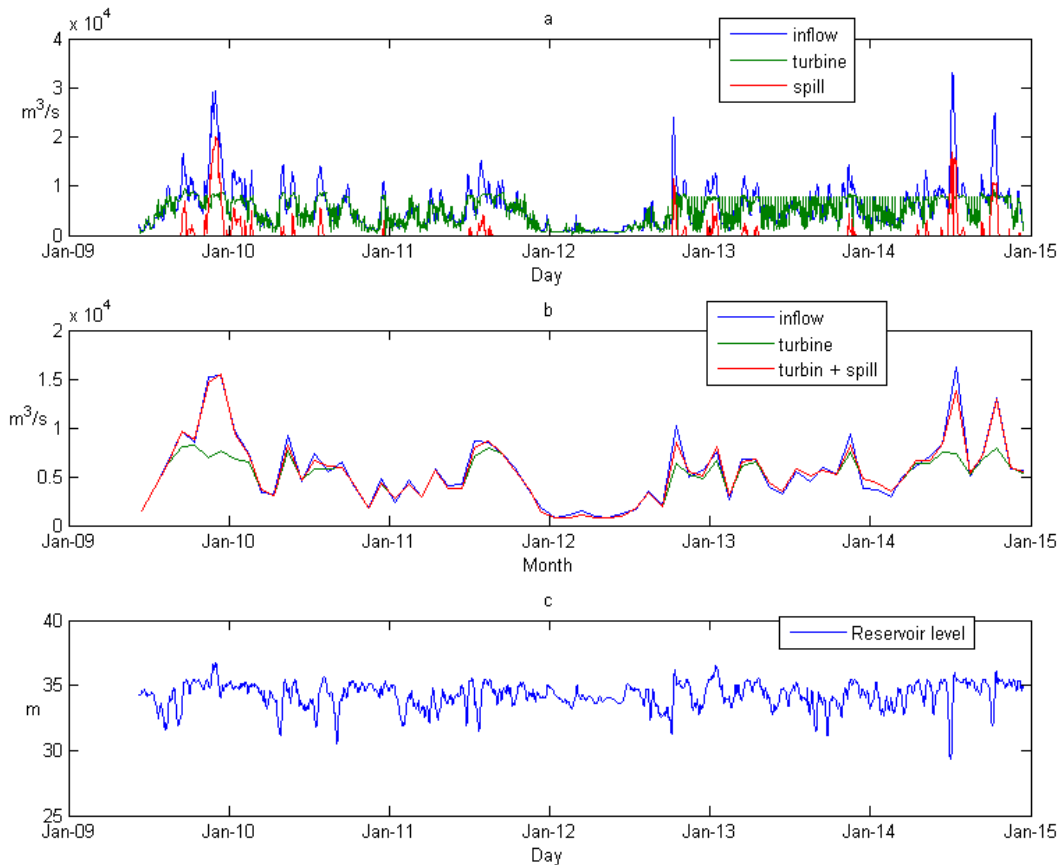 a
x 10^4
inflow
turbine
spill
4
3
2
1
0
m^3/s
Jan-09 Jan-10 Jan-11 Jan-12 Jan-13 Jan-14 Jan-15
Day
b
x 10^4
inflow
turbine
turbin + spill
2
1.5
1
0.5
0
m^3/s
Jan-09 Jan-10 Jan-11 Jan-12 Jan-13 Jan-14 Jan-15
Month
c
Reservoir level
40
35
30
25
m
Jan-09 Jan-10 Jan-11 Jan-12 Jan-13 Jan-14 Jan-15
Day